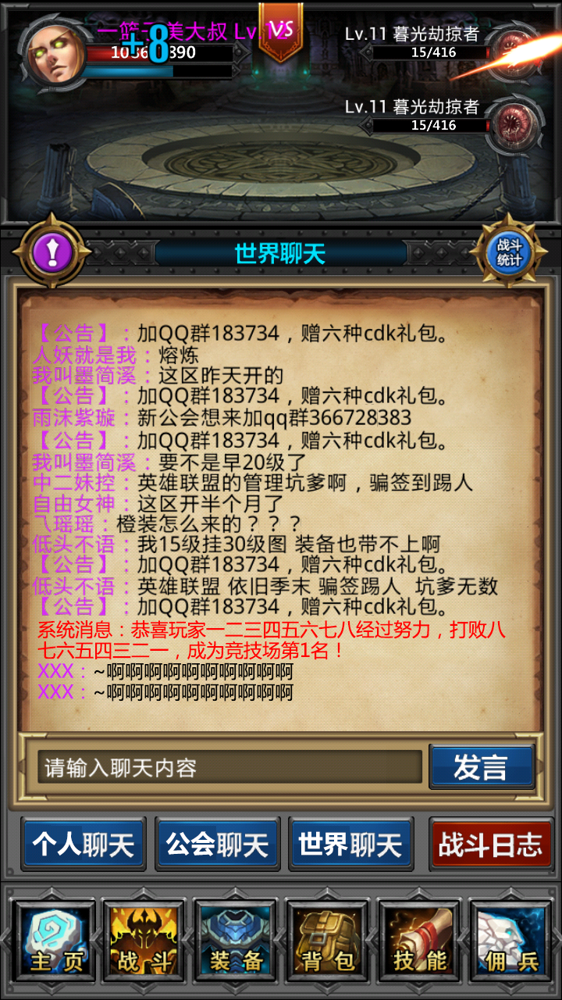 美大叔 Lv.12
+8
VS
Lv.11 暮光劫掠者
15/416
Lv.11 暮光劫掠者
15/416
世界聊天
战斗
统计
【公告】：加QQ群183734，赠六种cdk礼包。
人妖就是我：熔炼
我叫墨简溪：这区昨天开的
【公告】：加QQ群183734，赠六种cdk礼包。
雨沫紫璇：新公会想来加qq群366728383
【公告】：加QQ群183734，赠六种cdk礼包。
我叫墨简溪：要不是早20级了
中二妹控：英雄联盟的管理坑爹啊，骗签到踢人
自由女神：这区开半个月了
乀瑶瑶：橙装怎么来的？？？
低头不语：我15级挂30级图 装备也带不上啊
【公告】：加QQ群183734，赠六种cdk礼包。
低头不语：英雄联盟 依旧季末 骗签踢人 坑爹无数
【公告】：加QQ群183734，赠六种cdk礼包。
系统消息：恭喜玩家一二三四五六七八经过努力，打败八
七六五四三二一，成为竞技场第1名！
XXX：~啊啊啊啊啊啊啊啊啊啊
XXX：~啊啊啊啊啊啊啊啊啊啊
请输入聊天内容
发言
个人聊天
公会聊天
世界聊天
战斗日志
主页
战斗
装备
背包
技能
佣兵